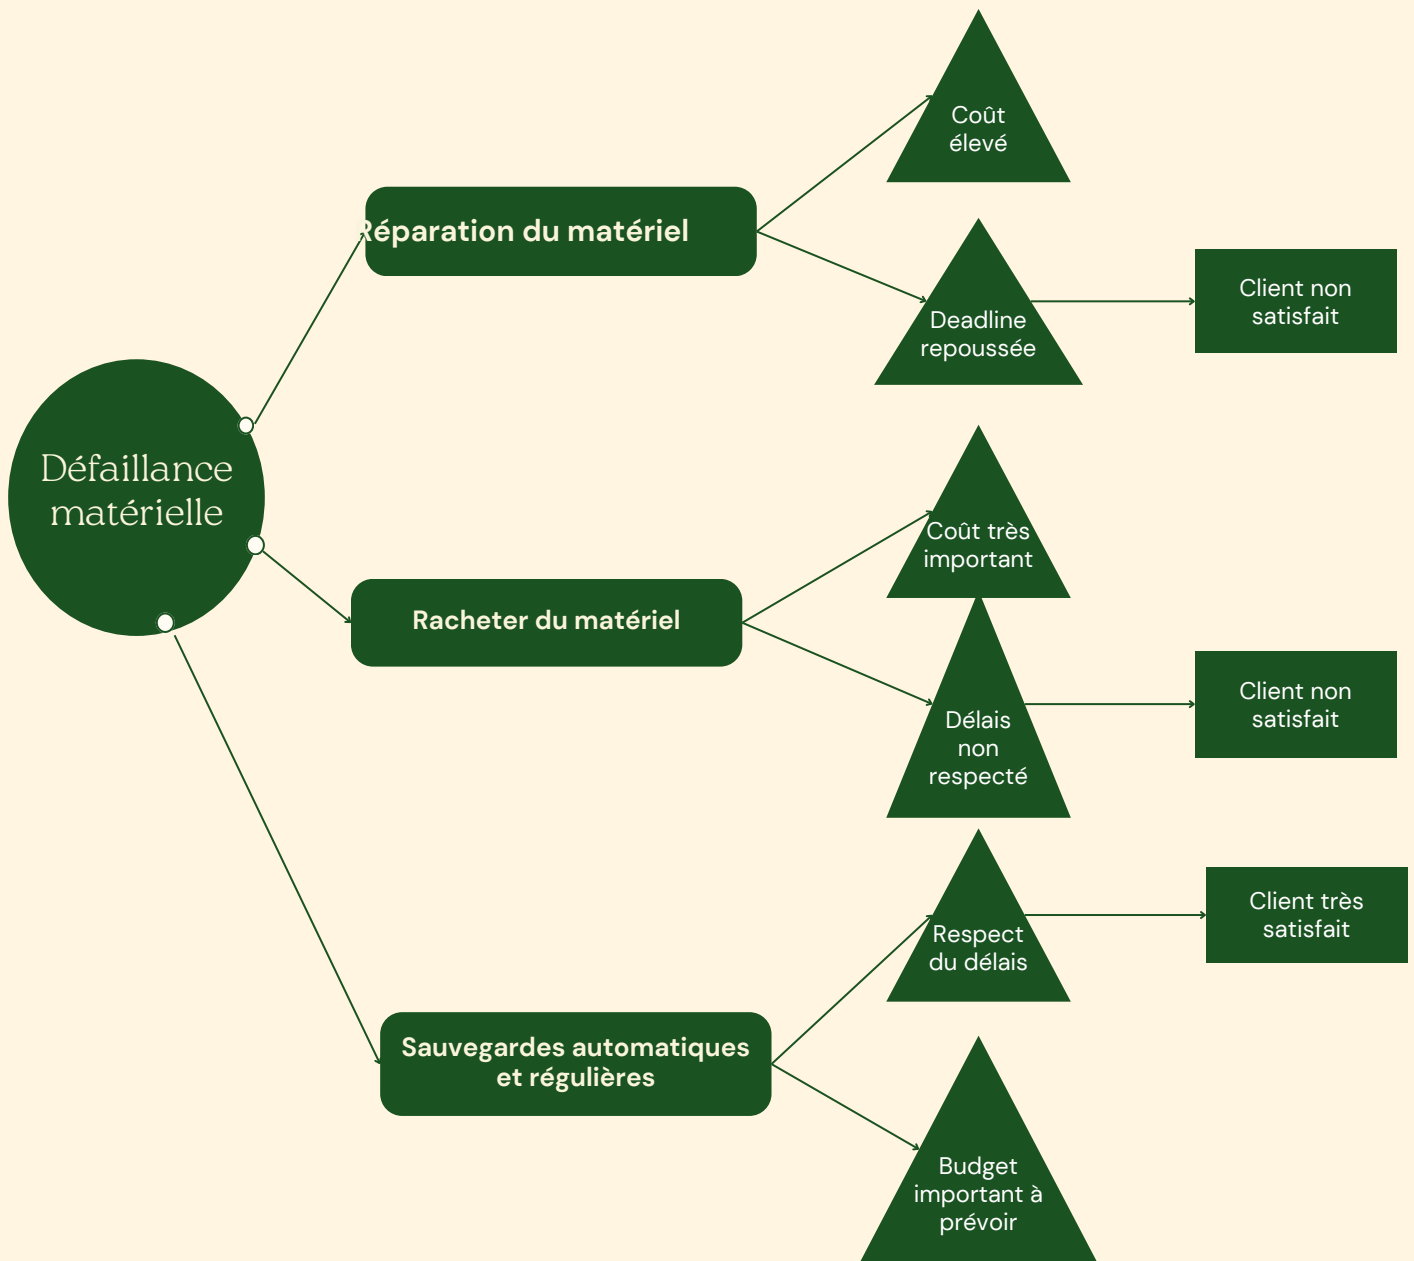 Coût
élevé
Réparation du matériel
Client non
satisfait
Deadline
repoussée
Défaillance
matérielle
Coût très
important
Racheter du matériel
Client non
satisfait
Délais
non
respecté
Client très
satisfait
Respect
du délais
Sauvegardes automatiques
et régulières
Budget
important à
prévoir